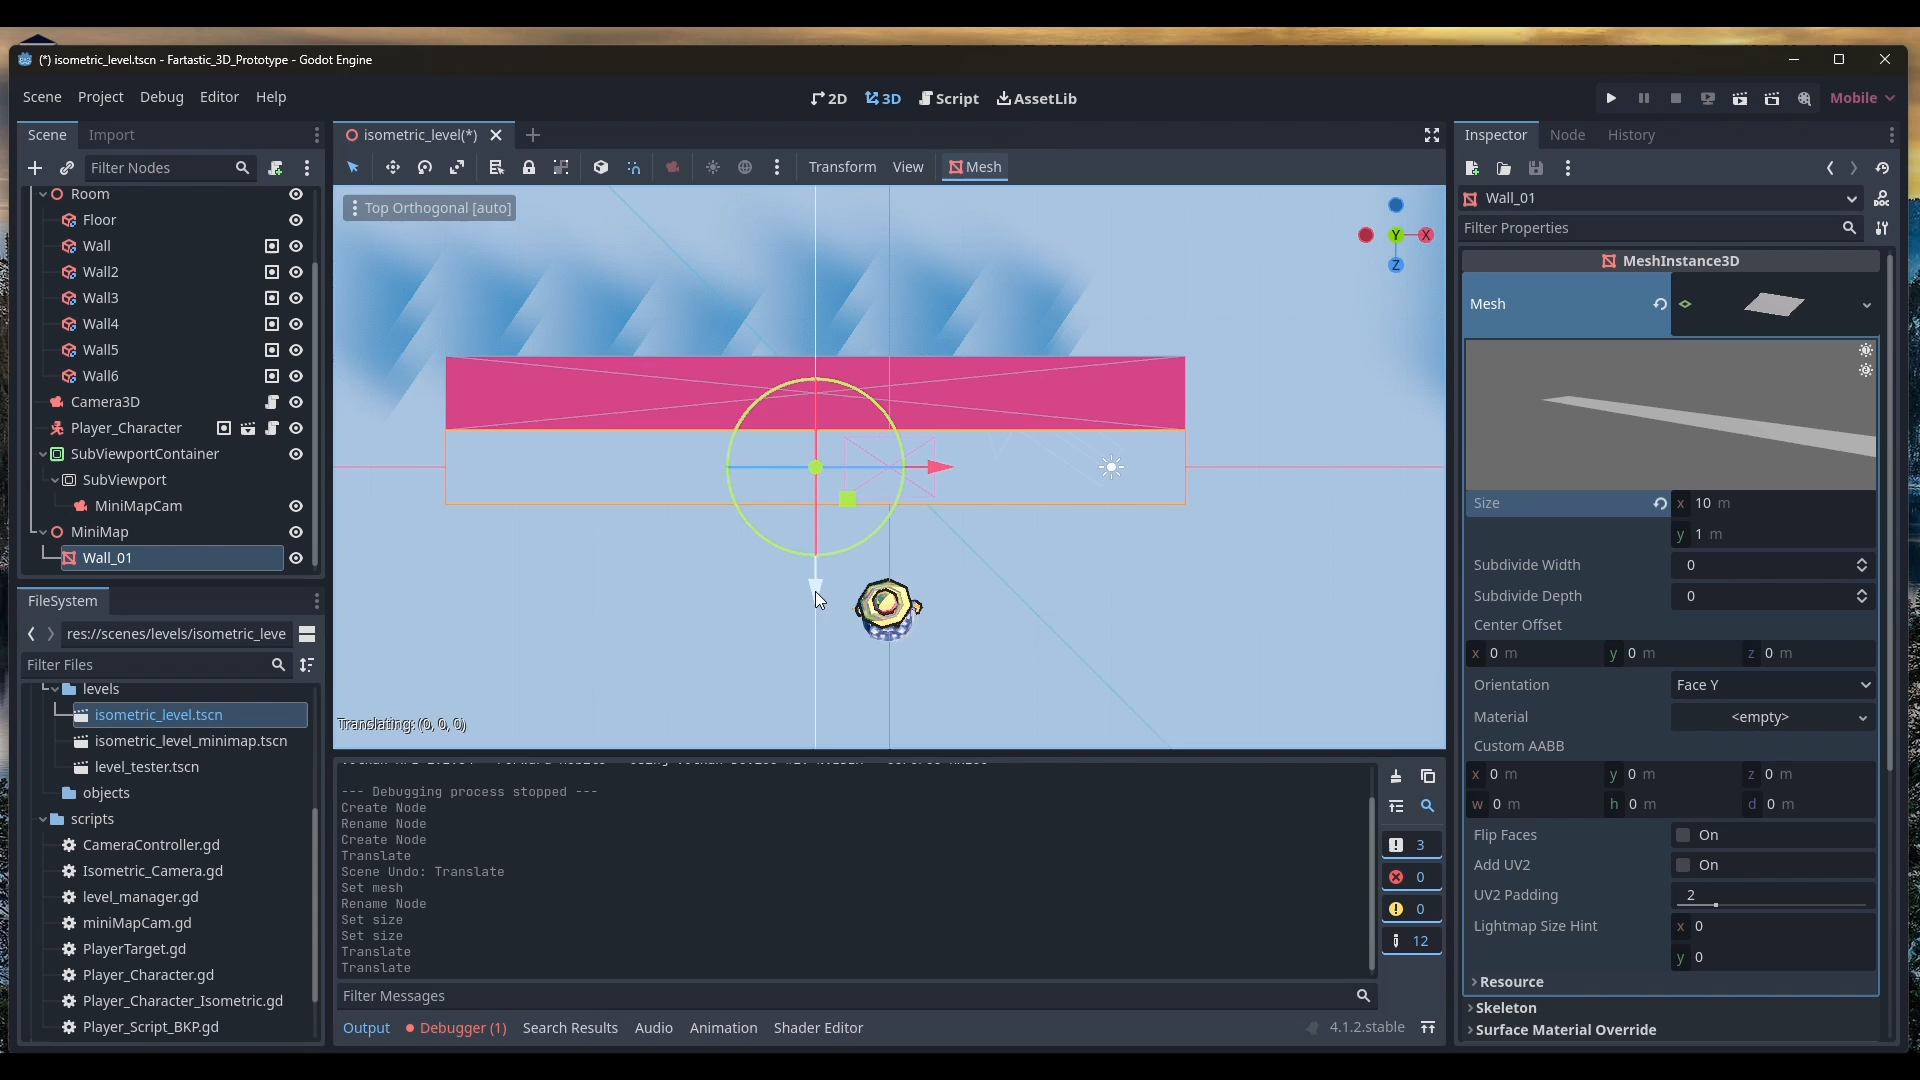 (*) isometric_level.tscn - Fartastic_3D_Prototype - Godot Engine
Scene Project Debug Editor Help
2D 3D Script AssetLib
Mobile
Scene Import
Filter Nodes
Room
Floor
Wall
Wall2
Wall3
Wall4
Wall5
Wall6
Camera3D
Player_Character
SubViewportContainer
SubViewport
MiniMapCam
MiniMap
Wall_01
FileSystem
res://scenes/levels/isometric_leve
Filter Files
levels
isometric_level.tscn
isometric_level_minimap.tscn
level_tester.tscn
objects
scripts
CameraController.gd
Isometric_Camera.gd
level_manager.gd
miniMapCam.gd
PlayerTarget.gd
Player_Character.gd
Player_Character_Isometric.gd
Player_Script_BKP.gd
isometric_level(*)
Transform View Mesh
Top Orthogonal [auto]
Y X
Z
Translating: (0, 0, 0)
--- Debugging process stopped ---
Create Node
Rename Node
Create Node
Translate
Scene Undo: Translate
Set mesh
Rename Node
Set size
Set size
Translate
Translate
3
0
0
12
Filter Messages
Output Debugger (1) Search Results Audio Animation Shader Editor
4.1.2.stable
Inspector Node History
Wall_01
Filter Properties
MeshInstance3D
Mesh
Size x 10 m
y 1 m
Subdivide Width 0
Subdivide Depth 0
Center Offset
x 0 m y 0 m z 0 m
Orientation Face Y
Material <empty>
Custom AABB
x 0 m y 0 m z 0 m
w 0 m h 0 m d 0 m
Flip Faces On
Add UV2 On
UV2 Padding 2
Lightmap Size Hint x 0
y 0
Resource
Skeleton
Surface Material Override